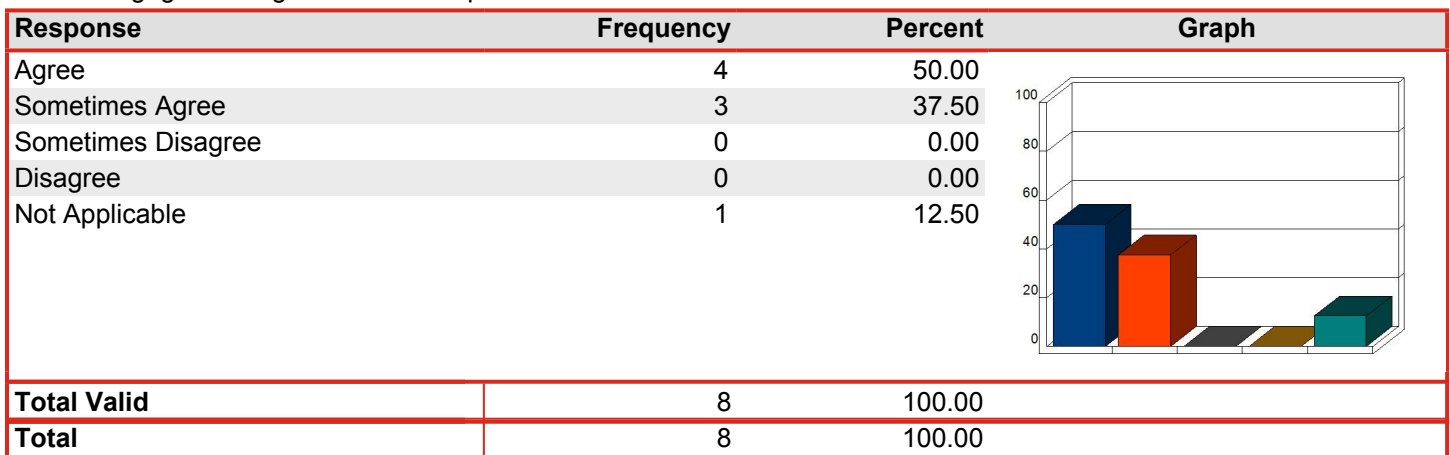 Response Frequency Percent Graph
Agree 4 50.00
Sometimes Agree 3 37.50
Sometimes Disagree 0 0.00
Disagree 0 0.00
Not Applicable 1 12.50
100
80
60
40
20
0
Total Valid 8 100.00
Total 8 100.00